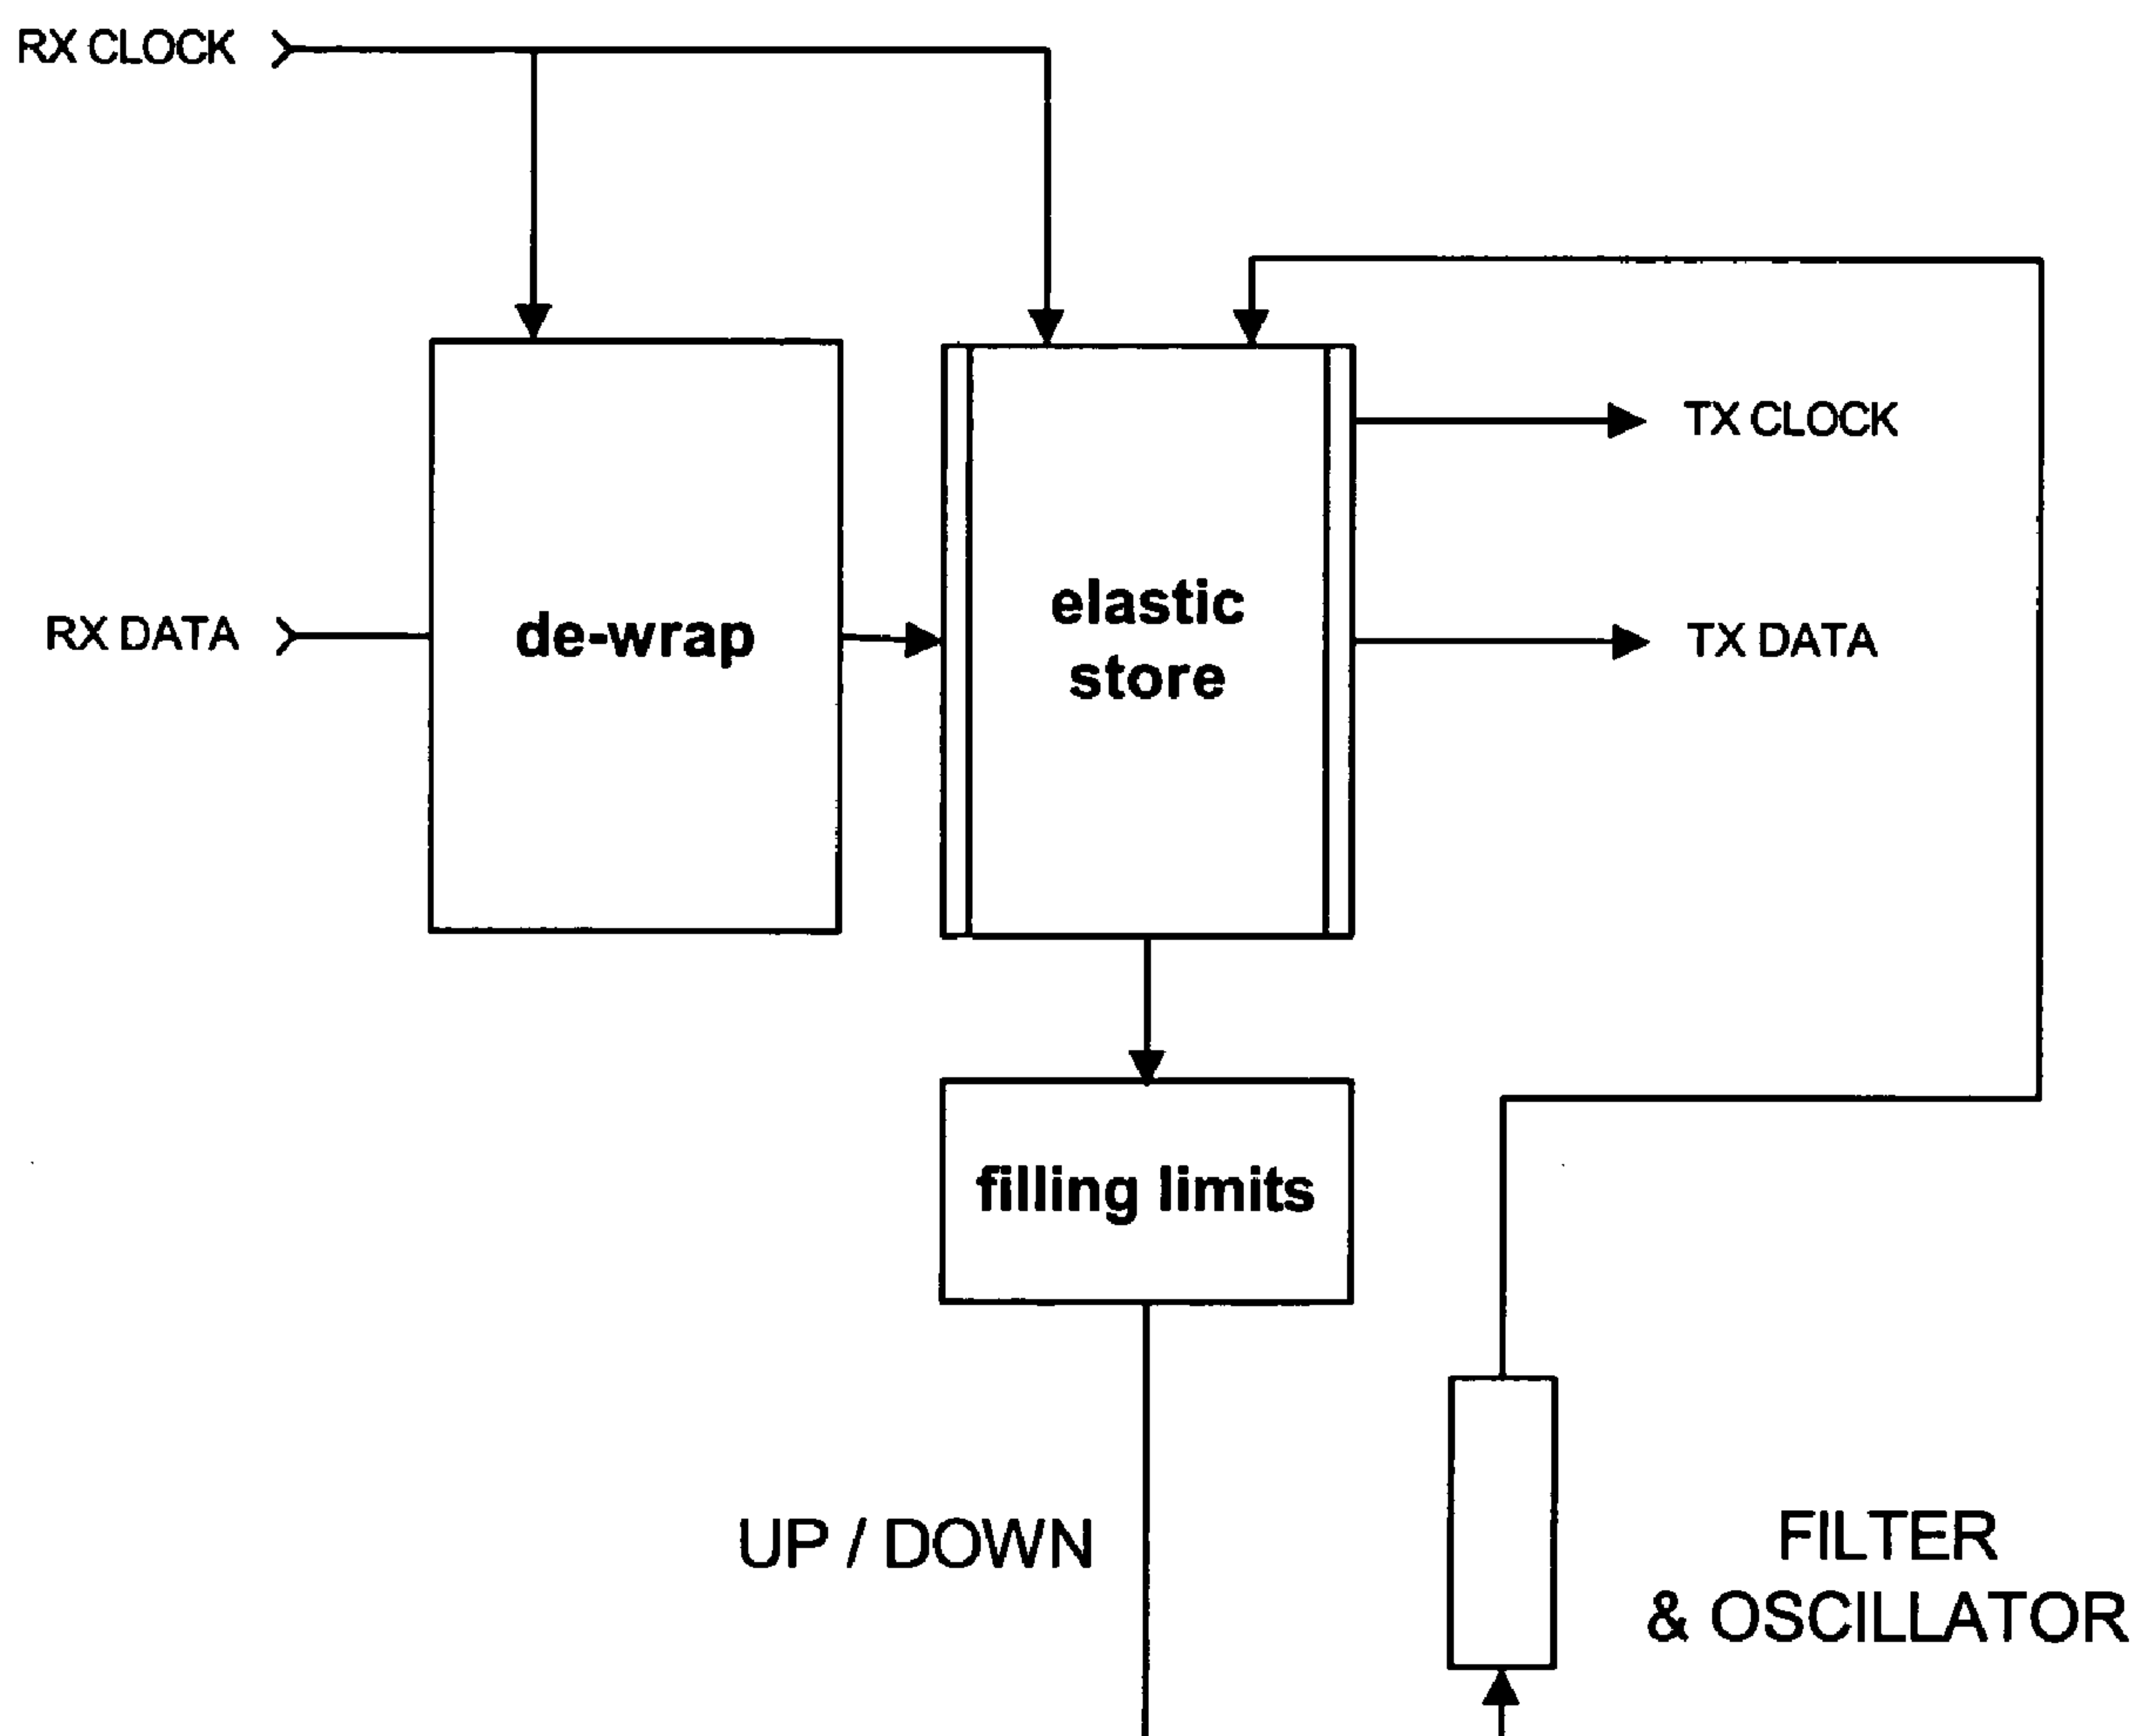 RX CLOCK
TX CLOCK
RX DATA
de-wrap
elastic
store
TX DATA
filling limits
UP / DOWN
FILTER
& OSCILLATOR